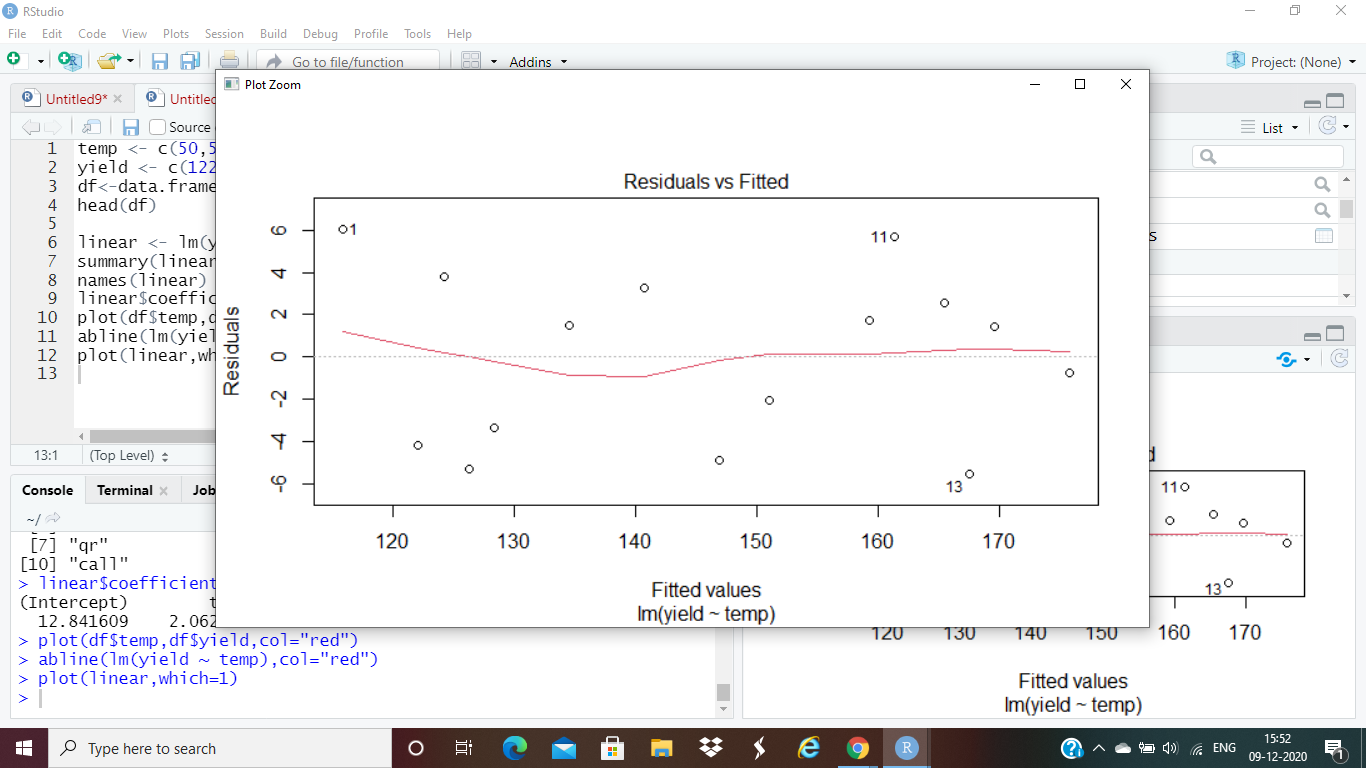 RStudio
File Edit Code View Plots Session Build Debug Profile Tools Help
Go to file/function Addins Project: (None)
Plot Zoom
Untitled9* Untitled
Source
List
1 temp <- c(50,5
2 yield <- c(122
3 df<-data.frame
4 head(df)
5
6 linear <- lm(y
7 summary(linear
8 names(linear)
9 linear$coeffic
10 plot(df$temp,d
11 abline(lm(yiel
12 plot(linear,wh
13
13:1 (Top Level)
Console Terminal Job
~/
[7] "qr"
[10] "call"
> linear$coefficient
(Intercept) t
12.841609 2.062
> plot(df$temp,df$yield,col="red")
> abline(lm(yield ~ temp),col="red")
> plot(linear,which=1)
>
Residuals vs Fitted
Residuals
6
4
2
0
-2
-4
-6
1
11
13
120 130 140 150 160 170
Fitted values
lm(yield ~ temp)
s
d
11
13
120 130 140 150 160 170
Fitted values
lm(yield ~ temp)
Type here to search
ENG
15:52
09-12-2020
1